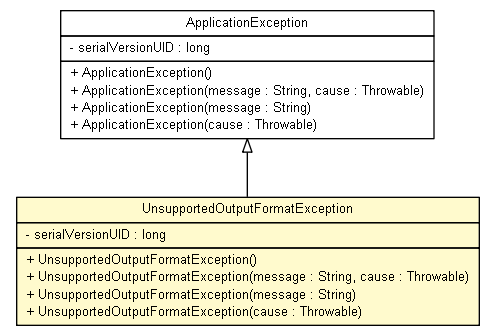 ApplicationException
- serialVersionUID : long
+ ApplicationException()
+ ApplicationException(message : String, cause : Throwable)
+ ApplicationException(message : String)
+ ApplicationException(cause : Throwable)
UnsupportedOutputFormatException
- serialVersionUID : long
+ UnsupportedOutputFormatException()
+ UnsupportedOutputFormatException(message : String, cause : Throwable)
+ UnsupportedOutputFormatException(message : String)
+ UnsupportedOutputFormatException(cause : Throwable)